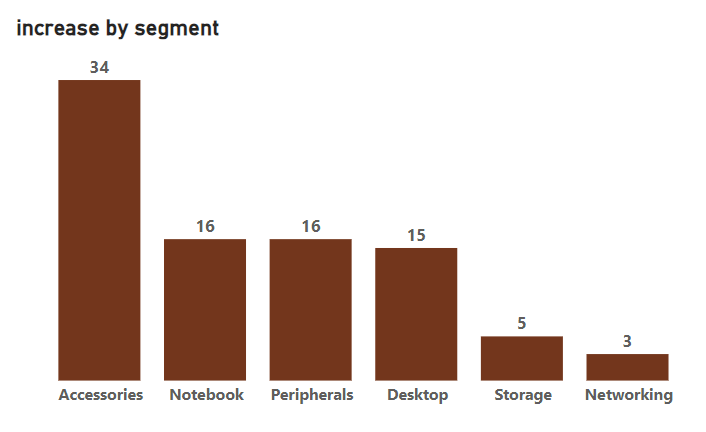 increase by segment
34
16
16
15
5
3
Accessories
Notebook
Peripherals
Desktop
Storage
Networking